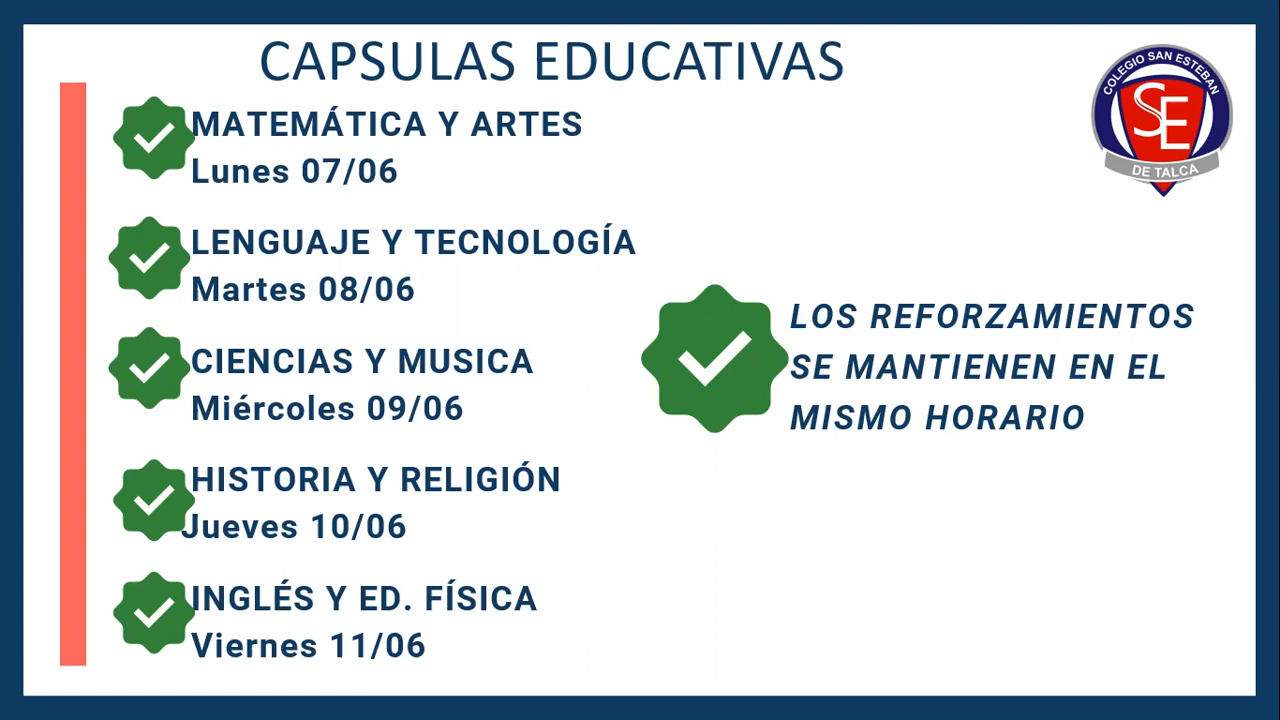 CAPSULAS EDUCATIVAS
COLEGIO SAN ESTEBAN
SE
DE TALCA
MATEMÁTICA Y ARTES
Lunes 07/06
LENGUAJE Y TECNOLOGÍA
Martes 08/06
CIENCIAS Y MUSICA
Miércoles 09/06
HISTORIA Y RELIGIÓN
Jueves 10/06
INGLÉS Y ED. FÍSICA
Viernes 11/06
LOS REFORZAMIENTOS
SE MANTIENEN EN EL
MISMO HORARIO